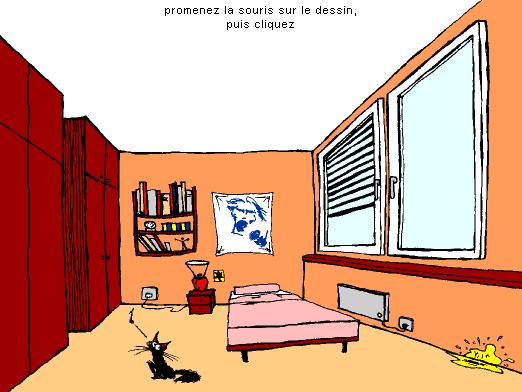 promenez la souris sur le dessin,
puis cliquez